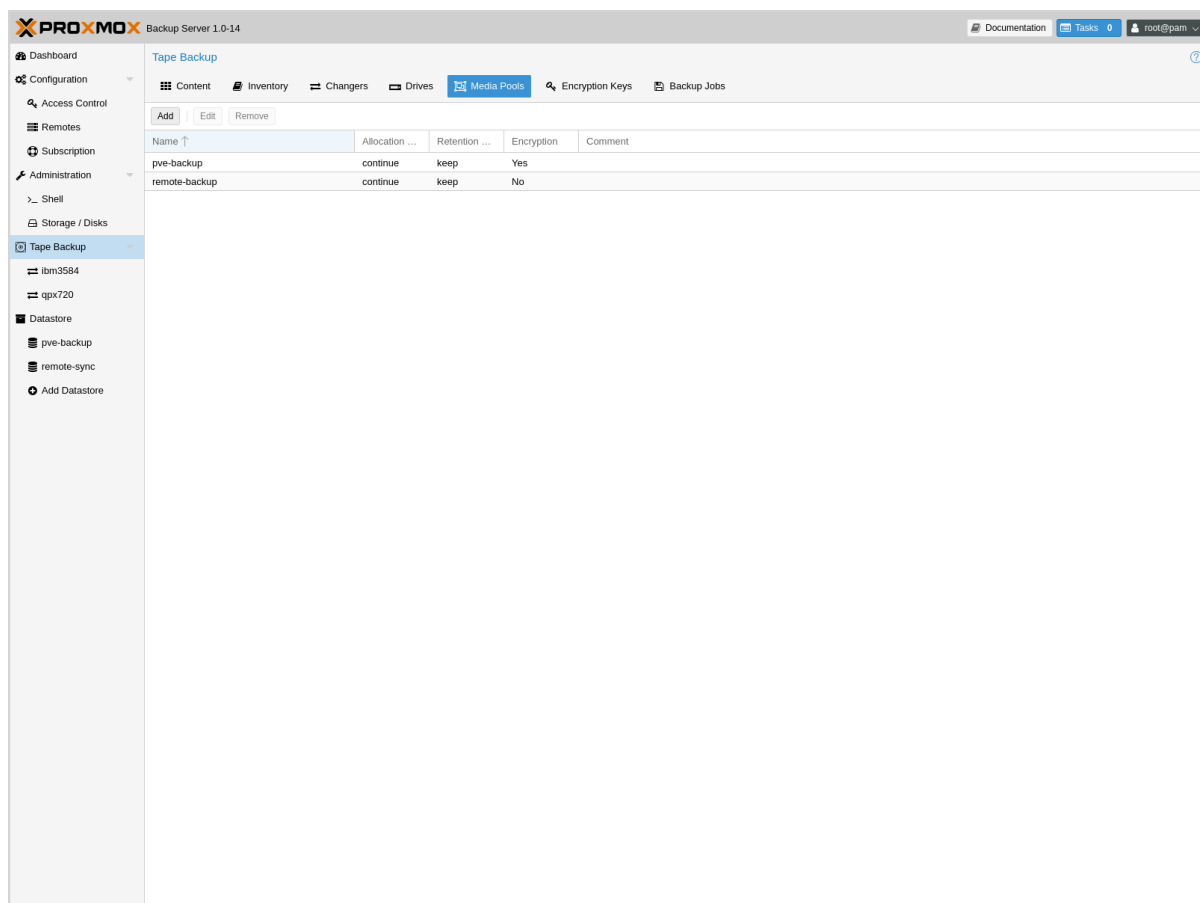 PROXMOX Backup Server 1.0-14
Documentation Tasks 0 root@pam
Dashboard
Configuration
Access Control
Remotes
Subscription
Administration
Shell
Storage / Disks
Tape Backup
ibm3584
qpx720
Datastore
pve-backup
remote-sync
Add Datastore
Tape Backup
Content Inventory Changers Drives Media Pools Encryption Keys Backup Jobs
Add Edit Remove
Name Allocation ... Retention ... Encryption Comment
pve-backup continue keep Yes
remote-backup continue keep No